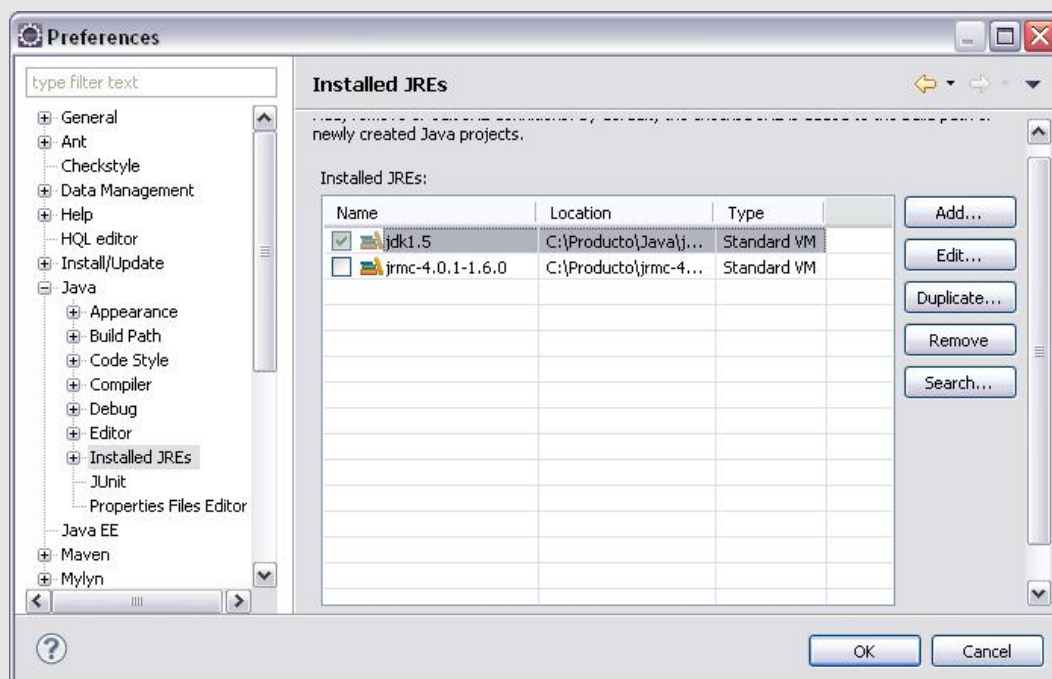 Preferences
type filter text
General
Ant
Checkstyle
Data Management
Help
HQL editor
Install/Update
Java
Appearance
Build Path
Code Style
Compiler
Debug
Editor
Installed JREs
JUnit
Properties Files Editor
Java EE
Maven
Mylyn
Installed JREs
newly created Java projects.
Installed JREs:
Name Location Type
jdk1.5 C:\Producto\Java\j... Standard VM
jrmc-4.0.1-1.6.0 C:\Producto\jrmc-4... Standard VM
Add...
Edit...
Duplicate...
Remove
Search...
OK Cancel